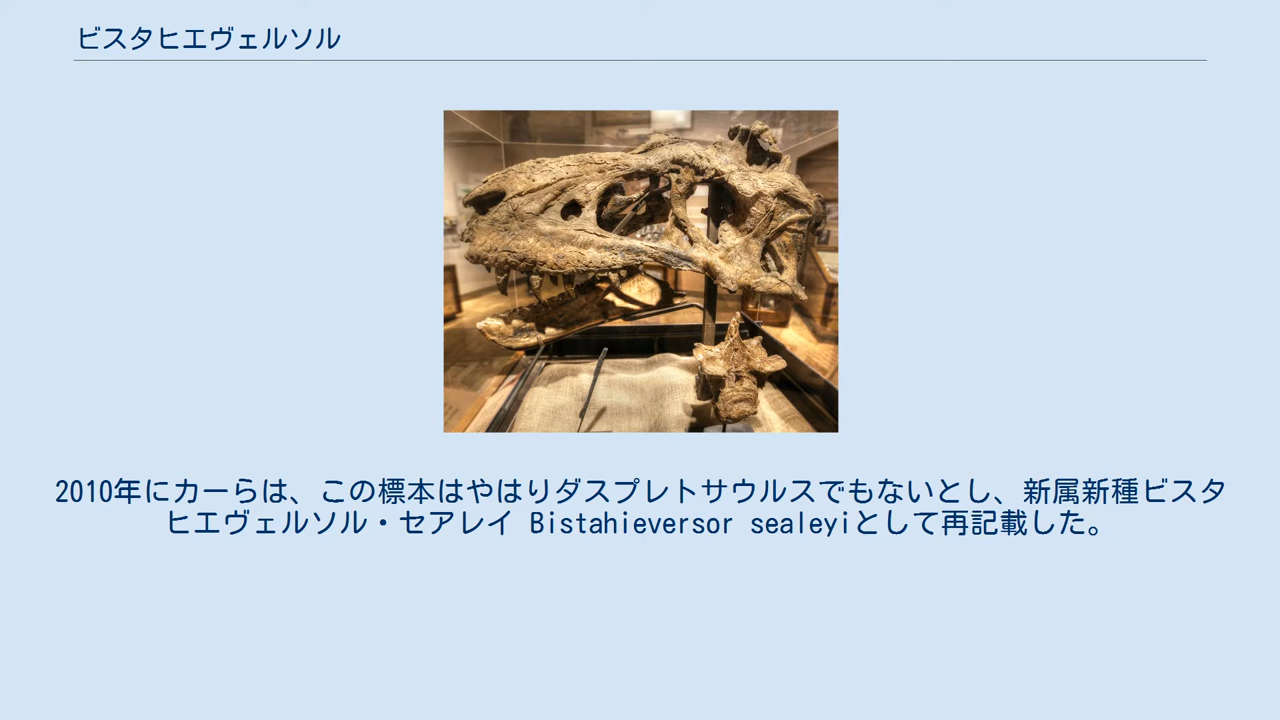 ビスタヒエヴェルソル
2010年にカーらは、この標本はやはりダスプレトサウルスでもないとし、新属新種ビスタ
ヒエヴェルソル・セアレイ Bistahieversor sealeyiとして再記載した。